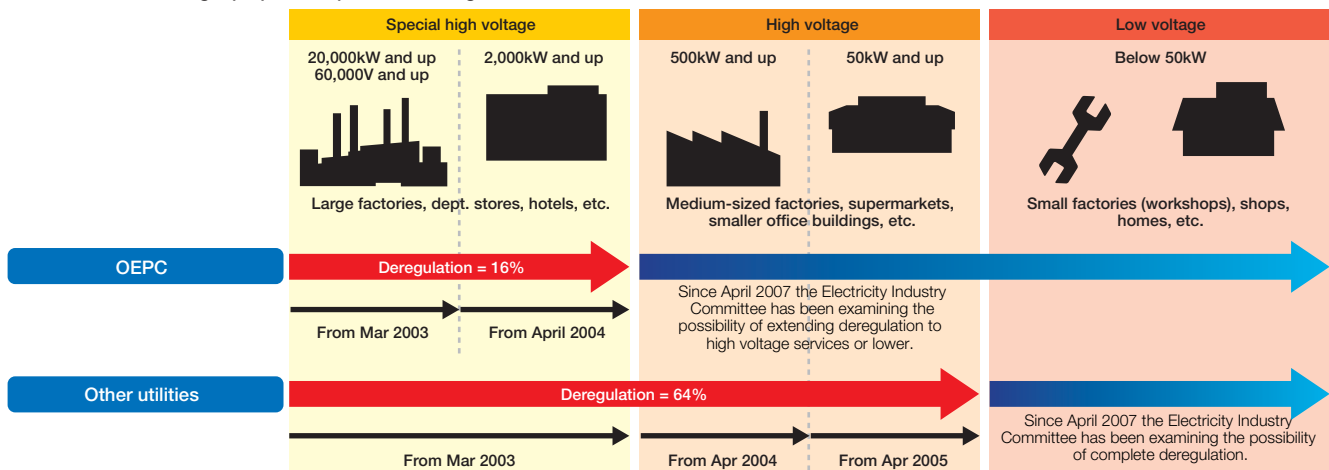 Special high voltage
High voltage
Low voltage
20,000kW and up
60,000V and up
2,000kW and up
500kW and up
50kW and up
Below 50kW
Large factories, dept. stores, hotels, etc.
Medium-sized factories, supermarkets,
smaller office buildings, etc.
Small factories (workshops), shops,
homes, etc.
OEPC
Deregulation = 16%
From Mar 2003
From April 2004
Since April 2007 the Electricity Industry
Committee has been examining the
possibility of extending deregulation to
high voltage services or lower.
Other utilities
Deregulation = 64%
From Mar 2003
From Apr 2004
From Apr 2005
Since April 2007 the Electricity Industry
Committee has been examining the possibility
of complete deregulation.